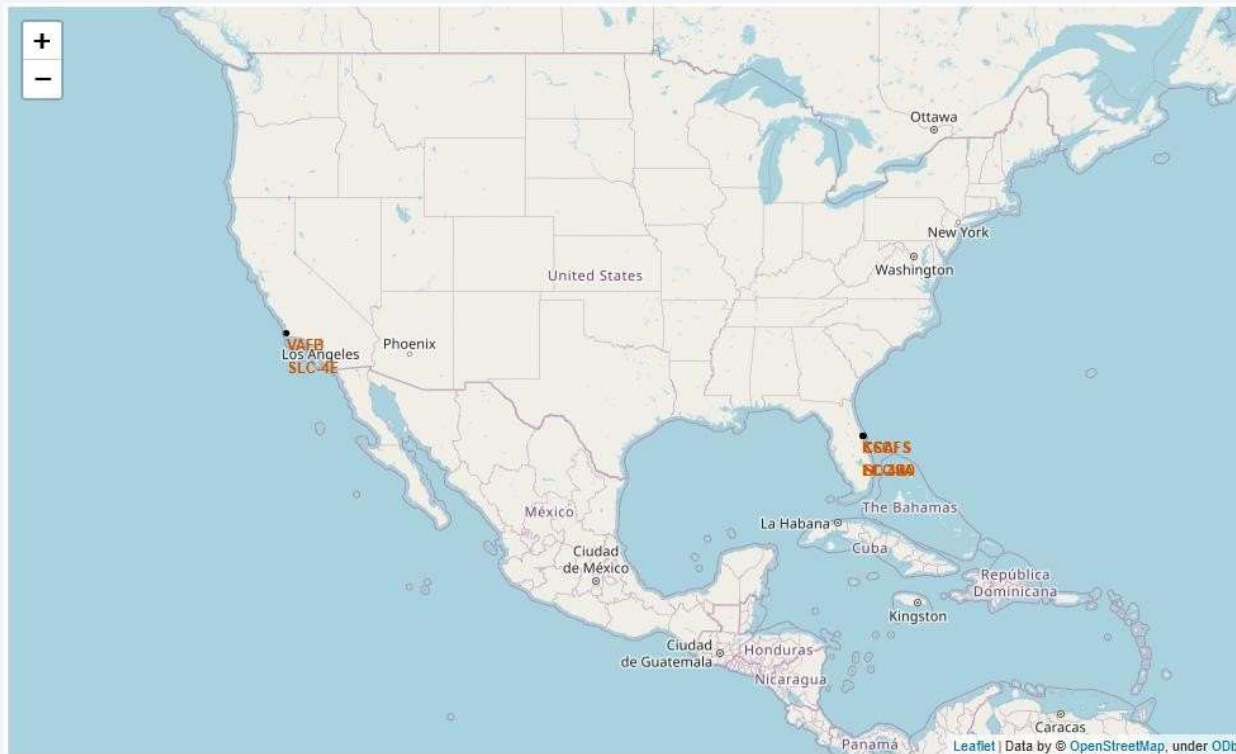 +
−
Ottawa
New York
Washington
United States
VAFB
Los Angeles
Phoenix
SLC-4E
The Bahamas
La Habana
México
Cuba
Ciudad
de México
República
Dominicana
Kingston
Ciudad
de Guatemala
Honduras
Nicaragua
Caracas
Panamá
Leaflet | Data by © OpenStreetMap, under ODb